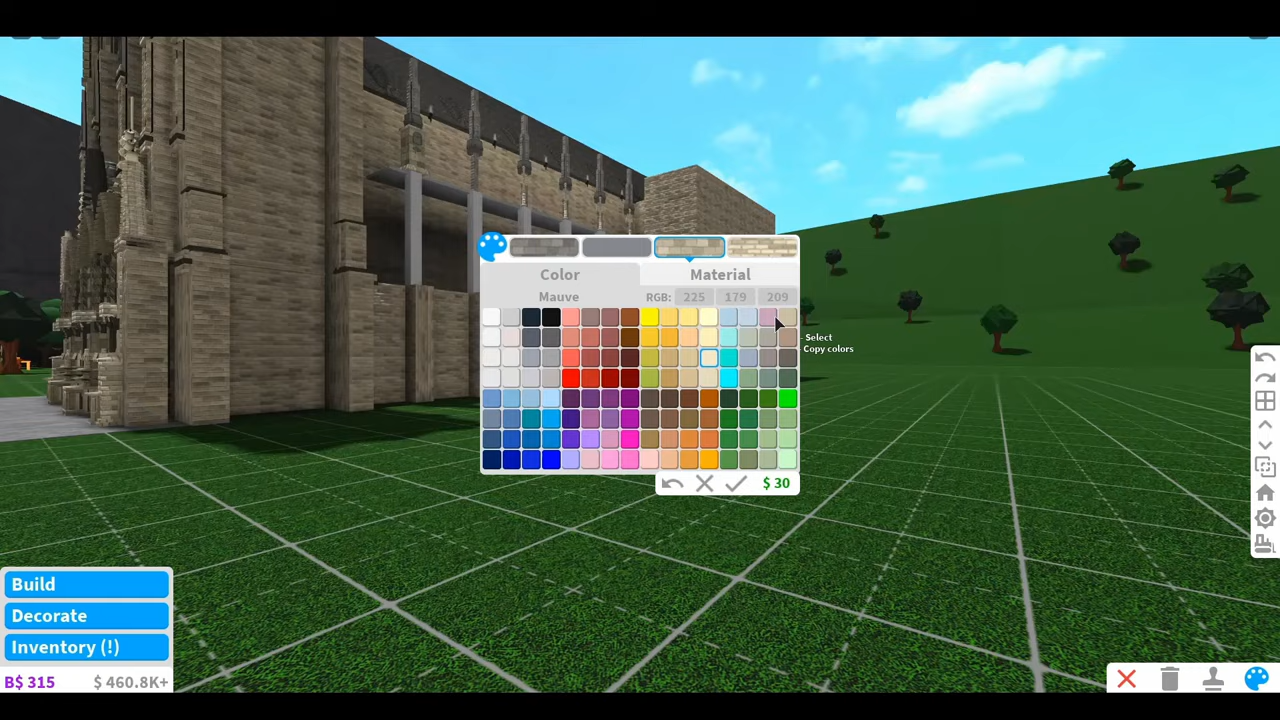 Color
Material
Mauve
RGB: 225 179 209
Select
Copy colors
$ 30
Build
Decorate
Inventory (!)
B$ 315
$ 460.8K+